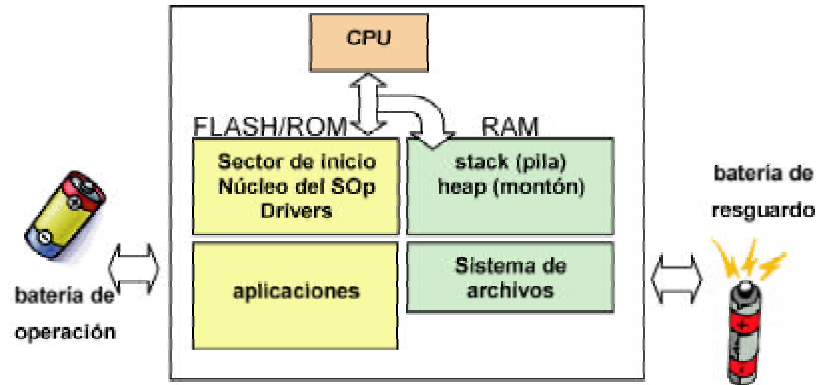 CPU
FLASH/ROM
RAM
Sector de inicio
Núcleo del SOp
Drivers
stack (pila)
heap (montón)
aplicaciones
Sistema de
archivos
batería de
operación
batería de
resguardo